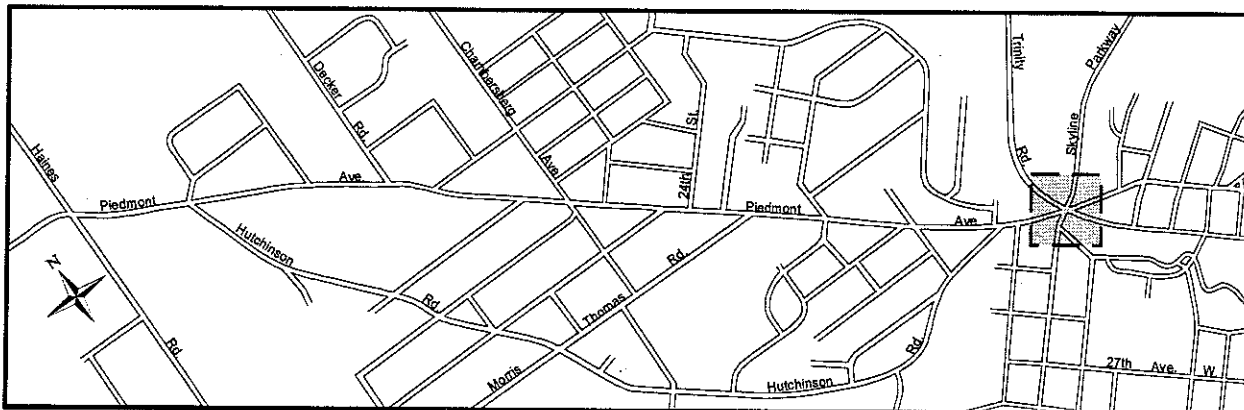 Haines
Rd.
Piedmont
Ave.
Hutchinson
Rd.
Decker
Rd.
Chambersberg
Ave.
24th
St.
Piedmont
Ave.
Morris
Thomas
Rd.
Hutchinson
Rd.
Trinity
Rd.
Skyline
Parkway
27th Ave. W.
N